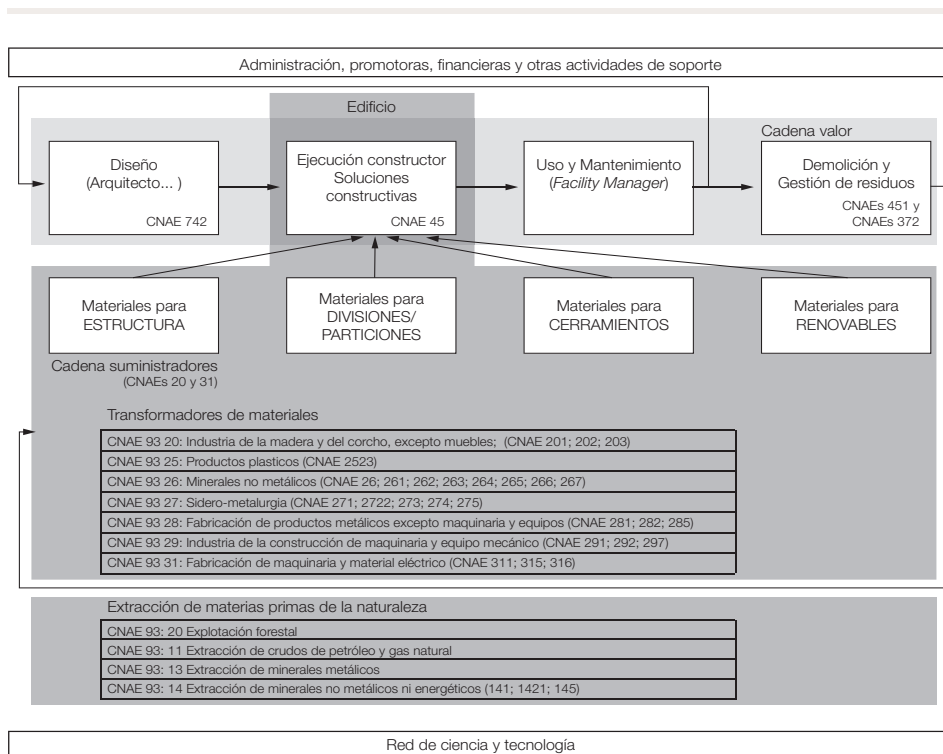 Administración, promotoras, financieras y otras actividades de soporte
Edificio
Cadena valor
Diseño
(Arquitecto... )
CNAE 742
Ejecución constructor
Soluciones
constructivas
CNAE 45
Uso y Mantenimiento
(Facility Manager)
Demolición y
Gestión de residuos
CNAEs 451 y
CNAEs 372
Materiales para
ESTRUCTURA
Materiales para
DIVISIONES/
PARTICIONES
Materiales para
CERRAMIENTOS
Materiales para
RENOVABLES
Cadena suministradores
(CNAEs 20 y 31)
Transformadores de materiales
CNAE 93 20: Industria de la madera y del corcho, excepto muebles; (CNAE 201; 202; 203)
CNAE 93 25: Productos plasticos (CNAE 2523)
CNAE 93 26: Minerales no metálicos (CNAE 26; 261; 262; 263; 264; 265; 266; 267)
CNAE 93 27: Sidero-metalurgia (CNAE 271; 2722; 273; 274; 275)
CNAE 93 28: Fabricación de productos metálicos excepto maquinaria y equipos (CNAE 281; 282; 285)
CNAE 93 29: Industria de la construcción de maquinaria y equipo mecánico (CNAE 291; 292; 297)
CNAE 93 31: Fabricación de maquinaria y material eléctrico (CNAE 311; 315; 316)
Extracción de materias primas de la naturaleza
CNAE 93: 20 Explotación forestal
CNAE 93: 11 Extracción de crudos de petróleo y gas natural
CNAE 93: 13 Extracción de minerales metálicos
CNAE 93: 14 Extracción de minerales no metálicos ni energéticos (141; 1421; 145)
Red de ciencia y tecnología